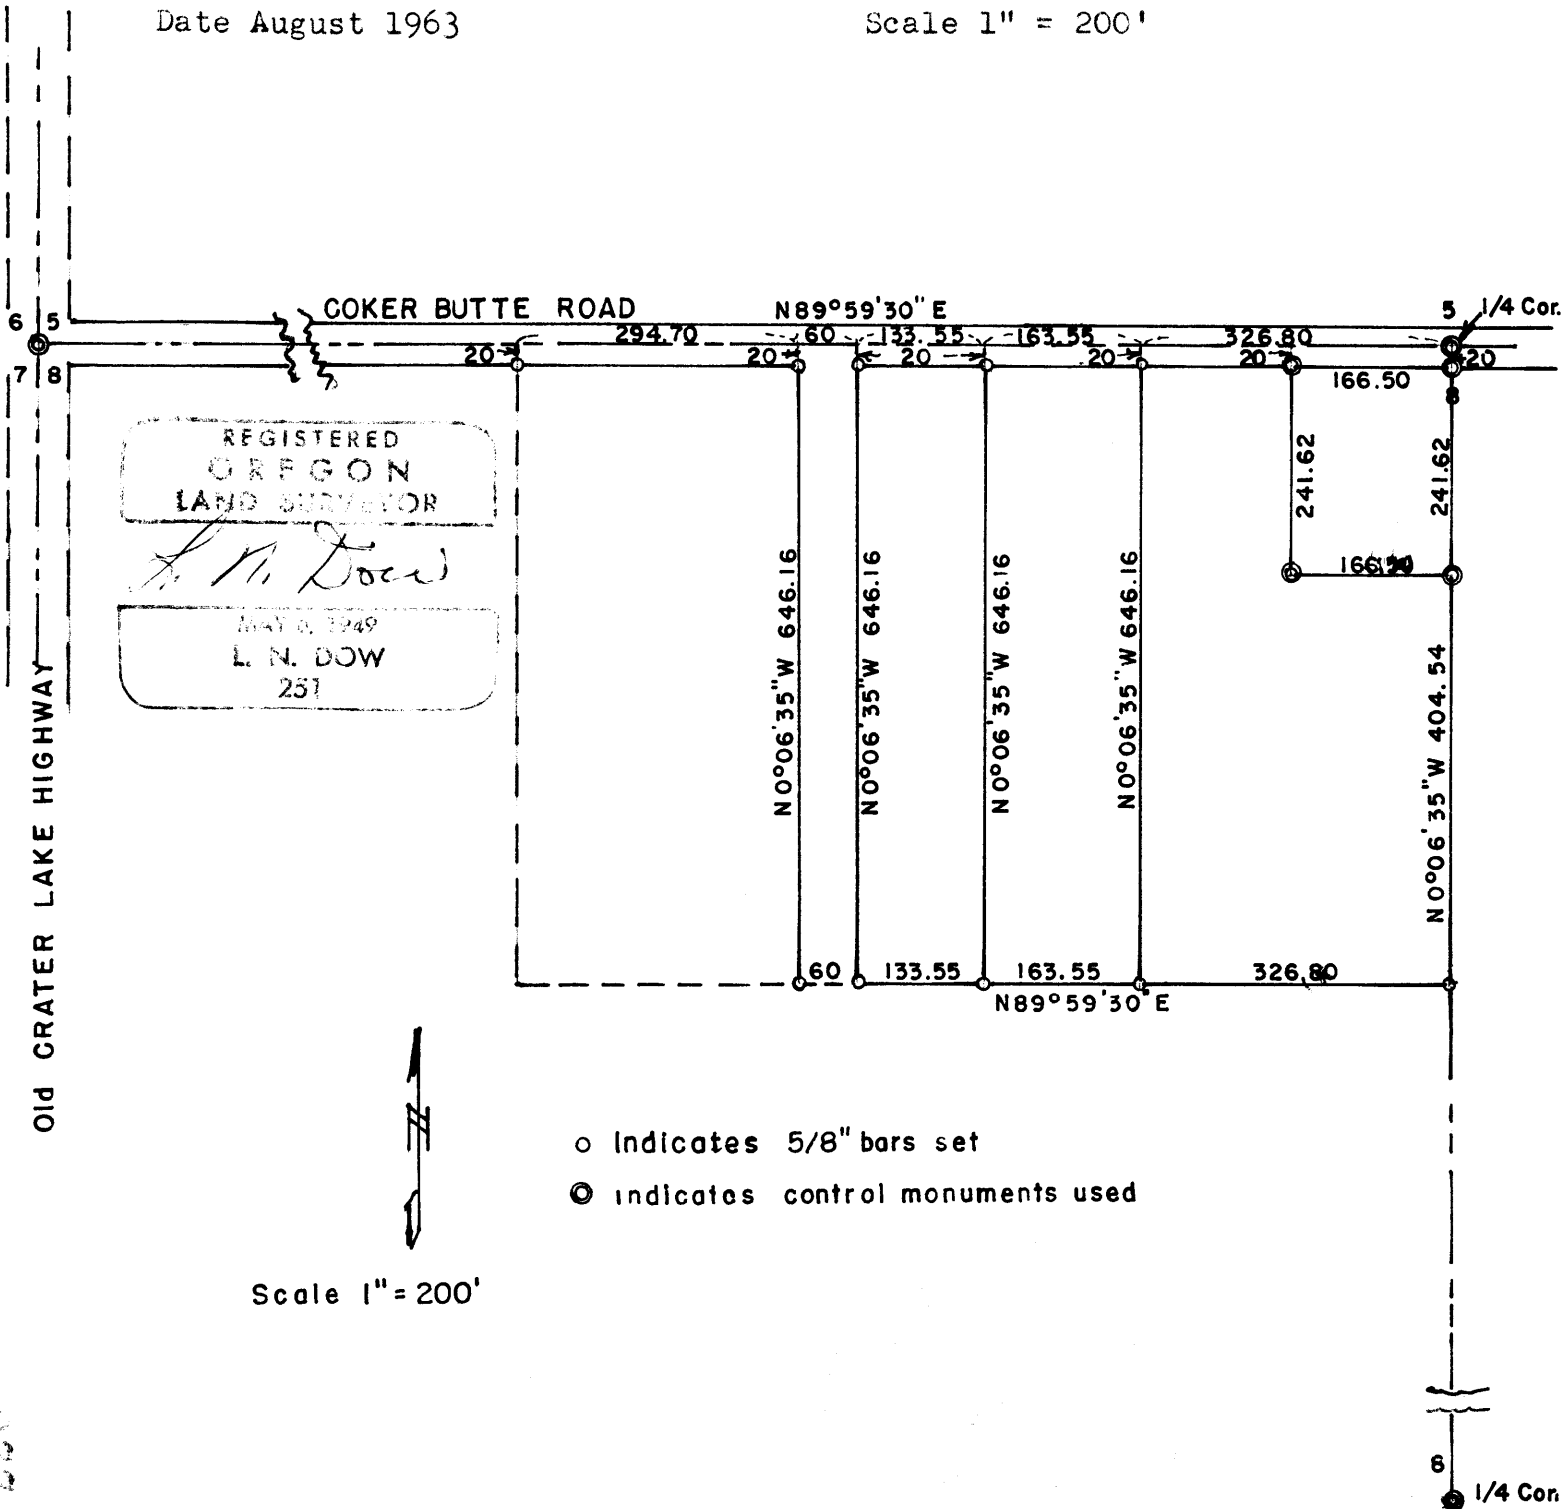 Date August 1963
Scale 1" = 200'
COKER BUTTE ROAD
N89°59'30"E
5 1/4 Cor.
6 5
294.70 60 133.55 163.55 326.80
20 20 20 20 20 20
7 8
166.50
8
REGISTERED
OREGON
LAND SURVEYOR
L. N. Dow
1949
L. N. DOW
251
241.62
241.62
N0°06'35"W 646.16
N0°06'35"W 646.16
N0°06'35"W 646.16
N0°06'35"W 646.16
N0°06'35"W 404.54
Old CRATER LAKE HIGHWAY
60 133.55 163.55 326.80
N89°59'30"E
N
Indicates 5/8" bars set
indicates control monuments used
Scale 1"=200'
1/4 Cor.